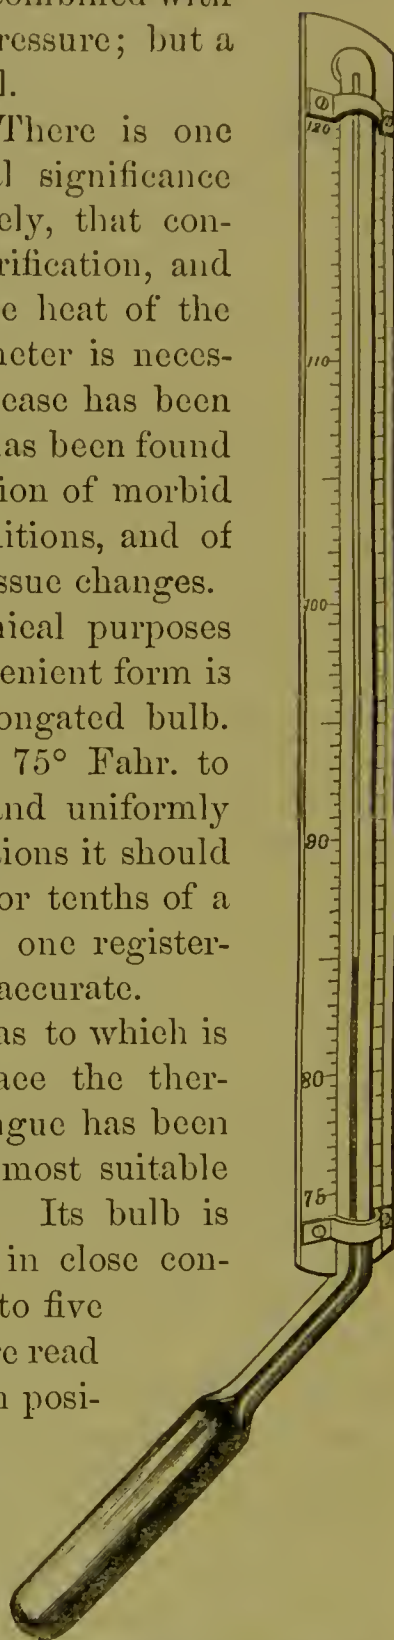 combined with
ressure; but a
].
There is one
l significance
ely, that con-
rification, and
e heat of the
neter is neces-
ease has been
as been found
ion of morbid
litions, and of
ssue changes.
nical purposes
enient form is
ongated bulb.
75° Fahr. to
nd uniformly
ions it should
or tenths of a
one register-
accurate.
as to which is
ace the ther-
ngue has been
most suitable
Its bulb is
in close con-
to five
re read
n posi-
120
110
100
90
80
75